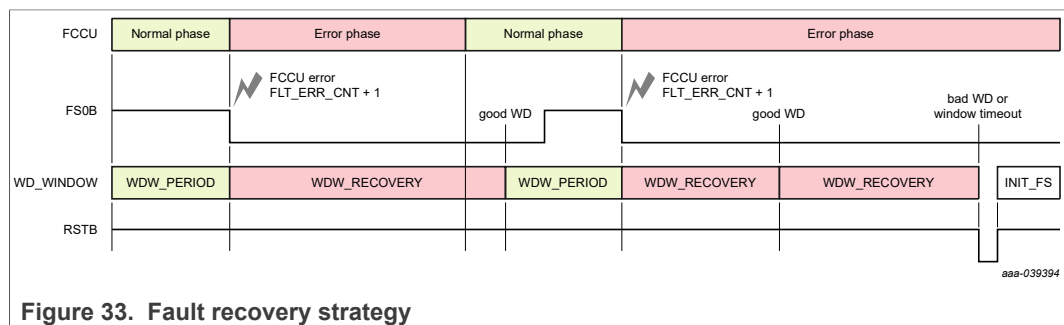 FCCU
Normal phase
Error phase
Normal phase
Error phase
FCCU error
FLT_ERR_CNT + 1
FCCU error
FLT_ERR_CNT + 1
FS0B
good WD
good WD
bad WD or
window timeout
WD_WINDOW
WDW_PERIOD
WDW_RECOVERY
WDW_PERIOD
WDW_RECOVERY
WDW_RECOVERY
INIT_FS
RSTB
aaa-039394
Figure 33. Fault recovery strategy